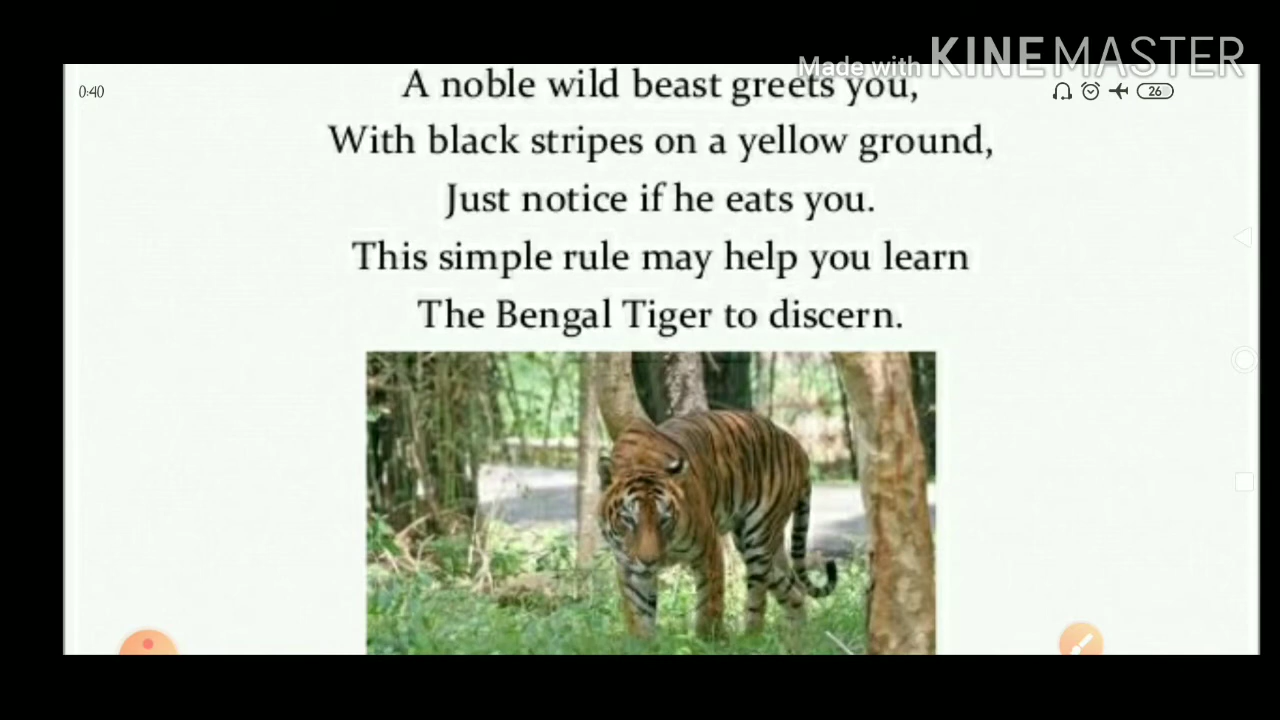 Made with KINEMASTER
0:40
26
A noble wild beast greets you,
With black stripes on a yellow ground,
Just notice if he eats you.
This simple rule may help you learn
The Bengal Tiger to discern.